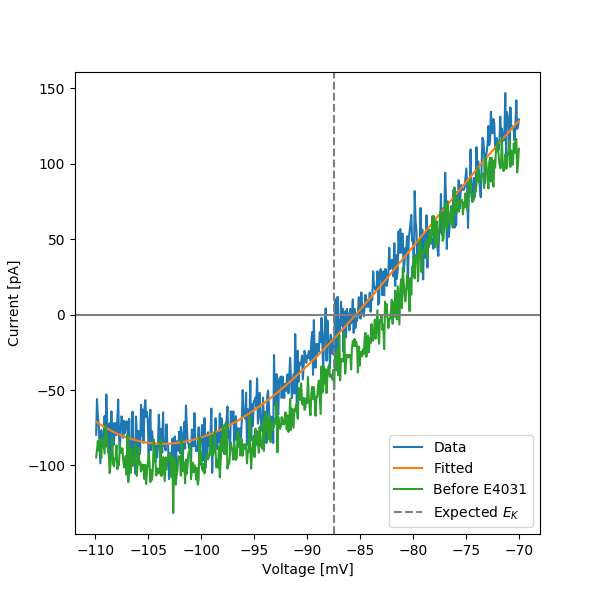 150
100
50
0
−50
−100
Current [pA]
−110 −105 −100 −95 −90 −85 −80 −75 −70
Voltage [mV]
Data
Fitted
Before E4031
Expected E_K